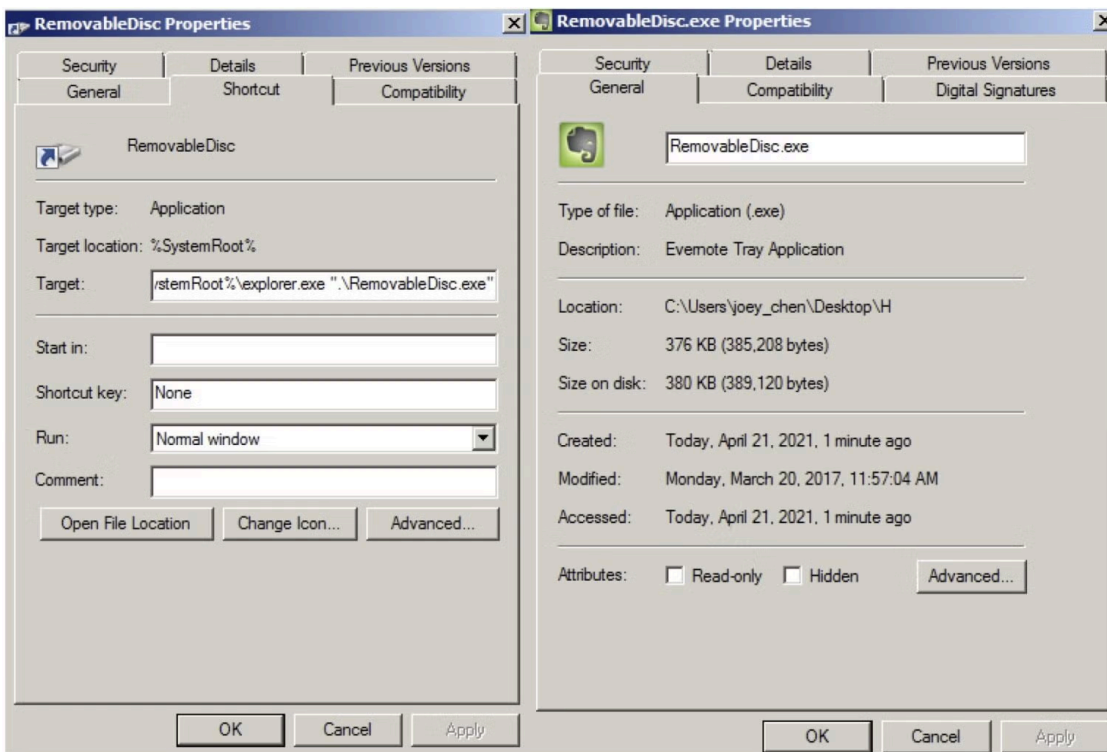 RemovableDisc Properties
Security Details Previous Versions
General Shortcut Compatibility
RemovableDisc
Target type: Application
Target location: %SystemRoot%
Target: stemRoot%\explorer.exe ".\RemovableDisc.exe"
Start in:
Shortcut key: None
Run: Normal window
Comment:
Open File Location Change Icon... Advanced...
OK Cancel Apply
RemovableDisc.exe Properties
Security Details Previous Versions
General Compatibility Digital Signatures
RemovableDisc.exe
Type of file: Application (.exe)
Description: Evernote Tray Application
Location: C:\Users\joey_chen\Desktop\H
Size: 376 KB (385,208 bytes)
Size on disk: 380 KB (389,120 bytes)
Created: Today, April 21, 2021, 1 minute ago
Modified: Monday, March 20, 2017, 11:57:04 AM
Accessed: Today, April 21, 2021, 1 minute ago
Attributes: Read-only Hidden Advanced...
OK Cancel Apply